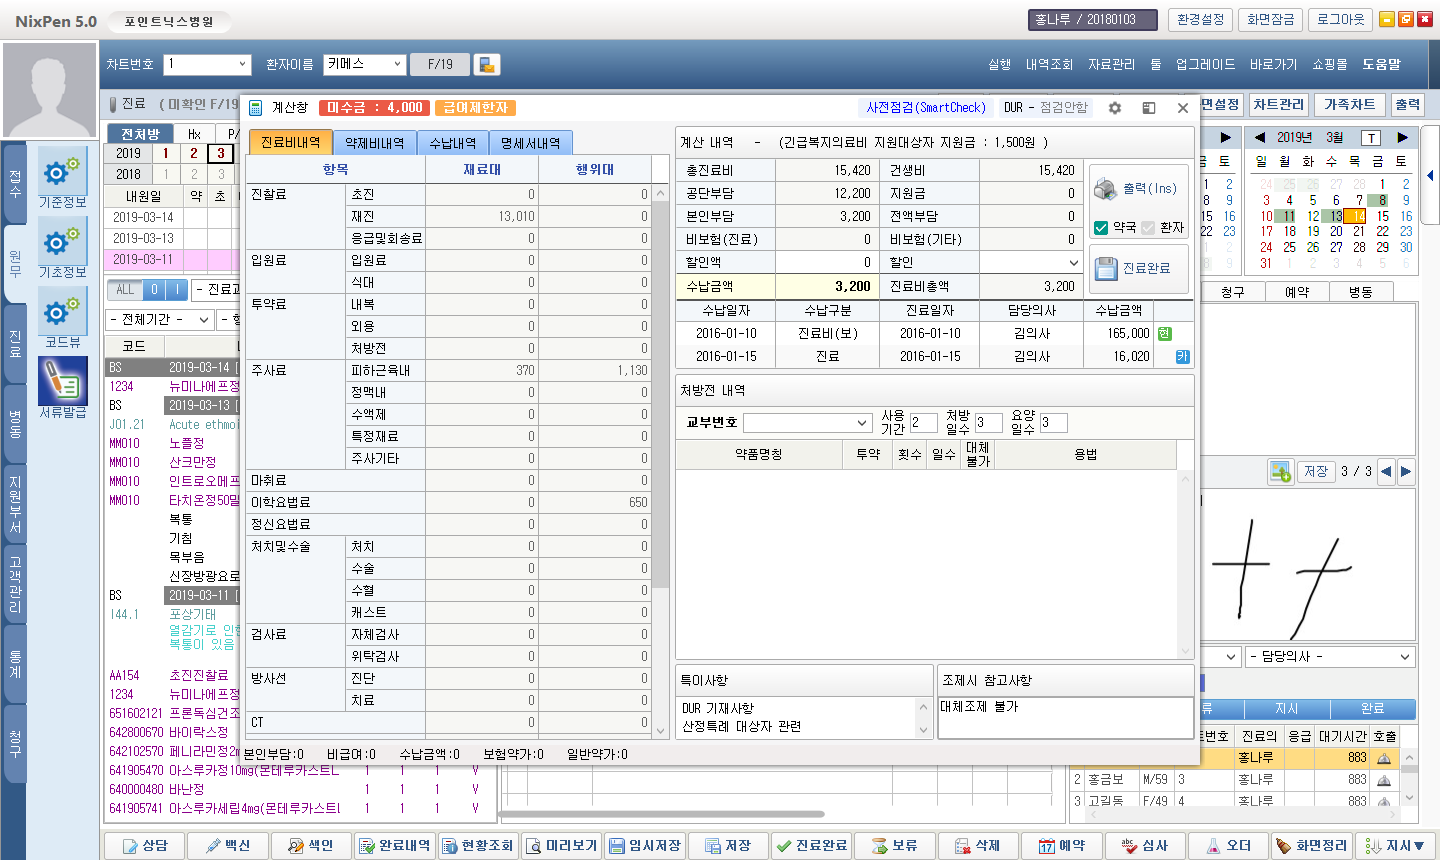 NixPen 5.0 포인트닉스병원 홍나루 / 20180103 환경설정 화면잠금 로그아웃
차트번호 1 환자이름 키메스 F/19 실행 내역조회 자료관리 툴 업그레이드 바로가기 쇼핑몰 도움말
진료 ( 미확인 F/19 계산창 미수금 : 4,000 급여제한자 사전점검(SmartCheck) DUR - 점검안함 면설정 차트관리 가족차트 출력
접수
원무
진료
병동
지원부서
고객관리
통계
청구
기준정보
기초정보
코드뷰
서류발급
전처방 Hx P/
2019 1 2 3
2018 1 2 3
내원일 약 초
2019-03-14
2019-03-13
2019-03-11
ALL O I - 진료고
- 전체기간 -
코드
BS 2019-03-14 [
1234 뉴미나에프정
BS 2019-03-13 [
J01.21 Acute ethmoi
MM010 노플정
MM010 산크만정
MM010 인트로오메프
MM010 타치온정50밀
복통
기침
목부음
신장방광요로
BS 2019-03-11 [
I44.1 포상기태
열감기로 인한
복통이 있음
AA154 초진진찰료
1234 뉴미나에프정
651602121 프론독심건조
642800670 바이락스정
642102570 페니라민정2m
641905470 아스루카정10mg(몬테루카스트L 1 1 1 V
640000480 바난정 1 1 1 V
641905741 아스루카세립4mg(몬테루카스트L 1 1 1 V
진료비내역 약제비내역 수납내역 명세서내역
항목 재료대 행위대
진찰료 초진 0 0
재진 13,010 0
응급및회송료 0 0
입원료 입원료 0 0
식대 0 0
투약료 내복 0 0
외용 0 0
처방전 0 0
주사료 피하근육내 370 1,130
정맥내 0 0
수액제 0 0
특정재료 0 0
주사기타 0 0
마취료 0 0
이학요법료 0 650
정신요법료 0 0
처치및수술 처치 0 0
수술 0 0
수혈 0 0
캐스트 0 0
검사료 자체검사 0 0
위탁검사 0 0
방사선 진단 0 0
치료 0 0
CT 0 0
본인부담:0 비급여:0 수납금액:0 보험약가:0 일반약가:0
계산 내역 - (긴급복지의료비 지원대상자 지원금 : 1,500원 )
총진료비 15,420 건생비 15,420
공단부담 12,200 지원금 0
본인부담 3,200 전액부담 0
비보험(진료) 0 비보험(기타) 0
할인액 0 할인
수납금액 3,200 진료비총액 3,200
출력(Ins)
약국 환자
진료완료
수납일자 수납구분 진료일자 담당의사 수납금액
2016-01-10 진료비(보) 2016-01-10 김의사 165,000 현
2016-01-15 진료 2016-01-15 김의사 16,020 카
처방전 내역
교부번호 사용기간 2 처방일수 3 요양일수 3
약품명칭 투약 횟수 일수 대체불가 용법
특이사항 조제시 참고사항
DUR 기재사항 대체조제 불가
산정특례 대상자 관련
2019년 3월 T
토 일 월 화 수 목 금 토
1 2 24 25 26 27 28 1 2
8 9 3 4 5 6 7 8 9
15 16 10 11 12 13 14 15 16
22 23 17 18 19 20 21 22 23
29 30 24 25 26 27 28 29 30
31 1 2 3 4 5 6
청구 예약 병동
저장 3 / 3
- 담당의사 -
류 지시 완료
트번호 진료의 응급 대기시간 호출
홍나루 883
2 홍금보 M/59 3 홍나루 883
3 고길동 F/49 4 홍나루 883
상담 백신 색인 완료내역 현황조회 미리보기 임시저장 저장 진료완료 보류 삭제 예약 심사 오더 화면정리 지시▼